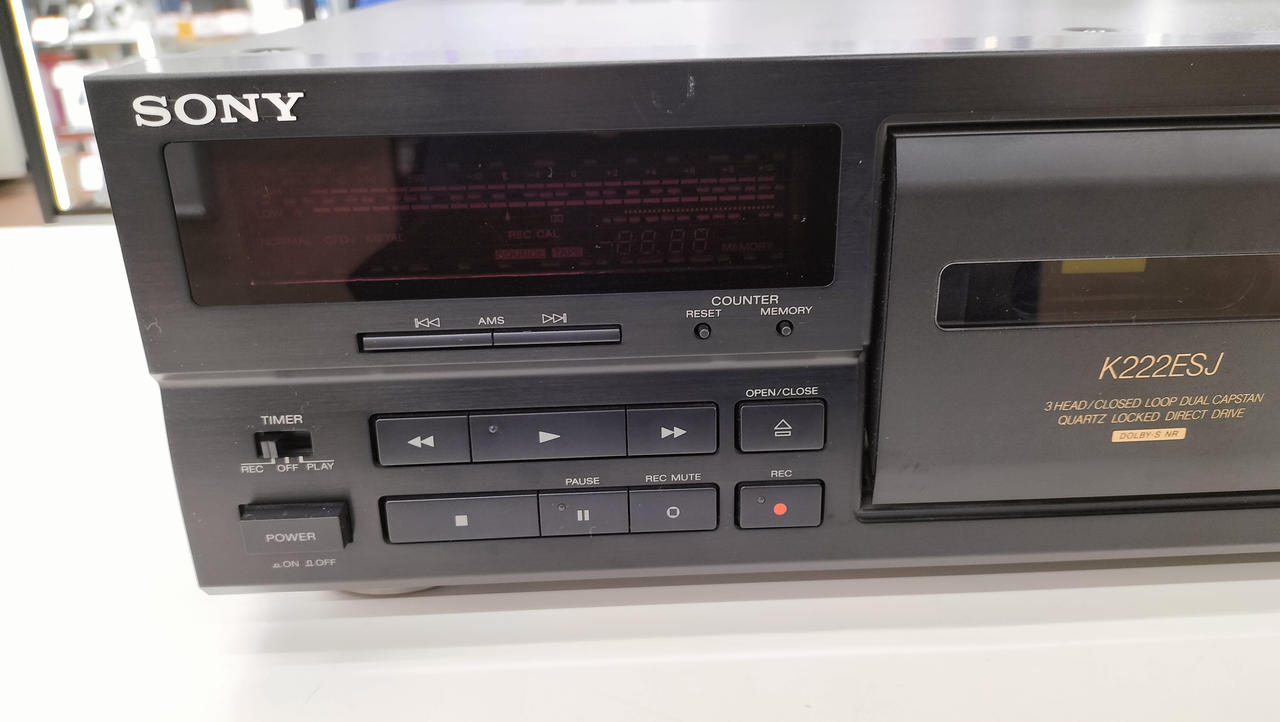 SONY
REC CAL
SOURCE TAPE
MEMORY
NORMAL CrO2 METAL
AMS
COUNTER
RESET MEMORY
TIMER
REC OFF PLAY
OPEN/CLOSE
PAUSE REC MUTE REC
POWER
ON OFF
K222ESJ
3 HEAD/CLOSED LOOP DUAL CAPSTAN
QUARTZ LOCKED DIRECT DRIVE
DOLBY-S NR